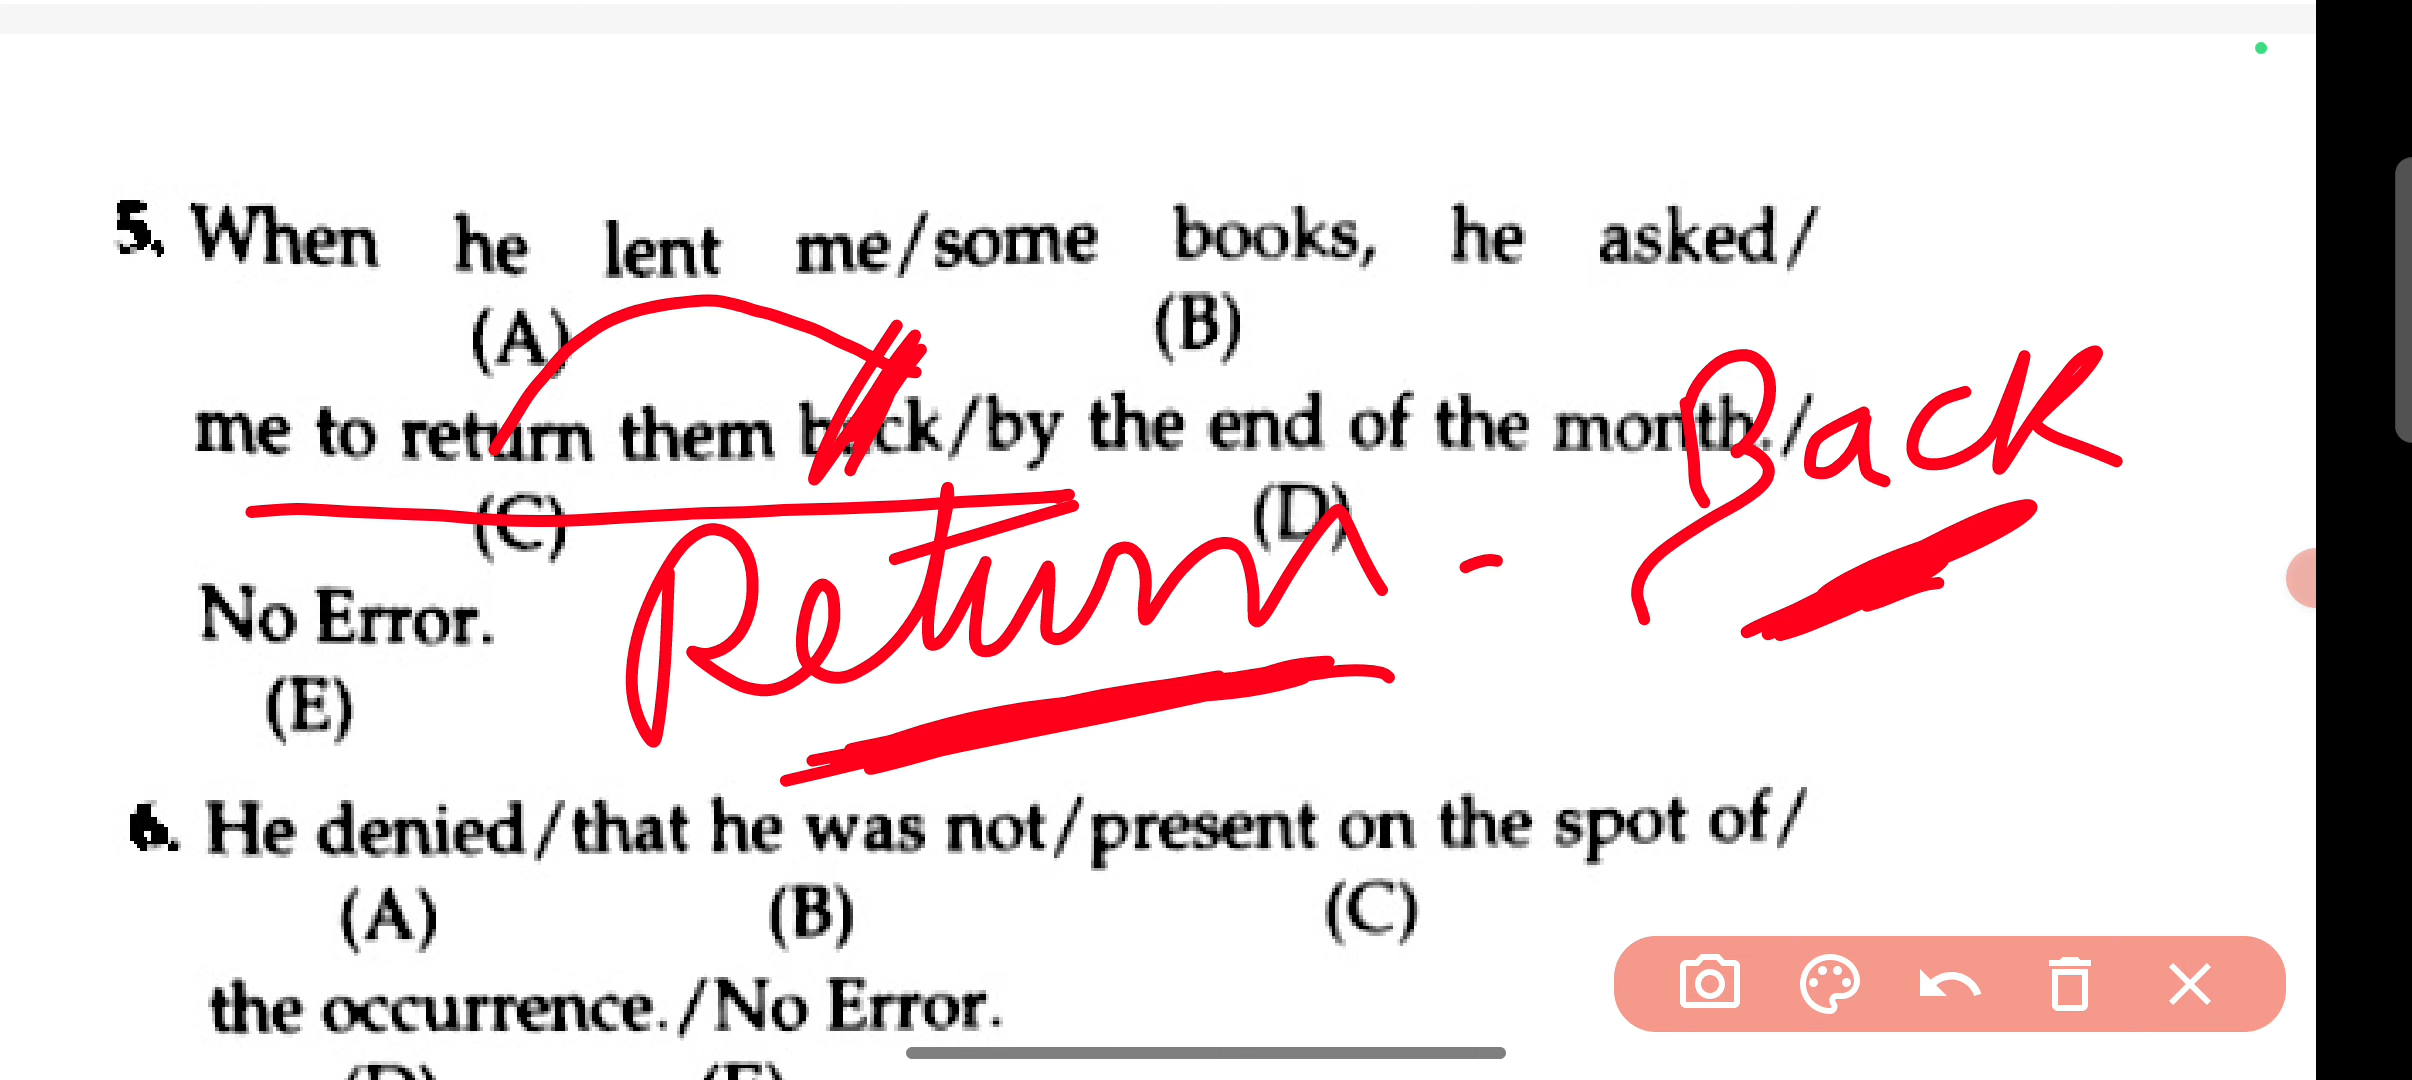 5. When he lent me/some books, he asked/
(A) (B)
me to return them back/by the end of the month./
Back
(C) (D)
Return -
No Error.
(E)
6. He denied/that he was not/present on the spot of/
(A) (B) (C)
the occurrence./No Error.
(D) (E)